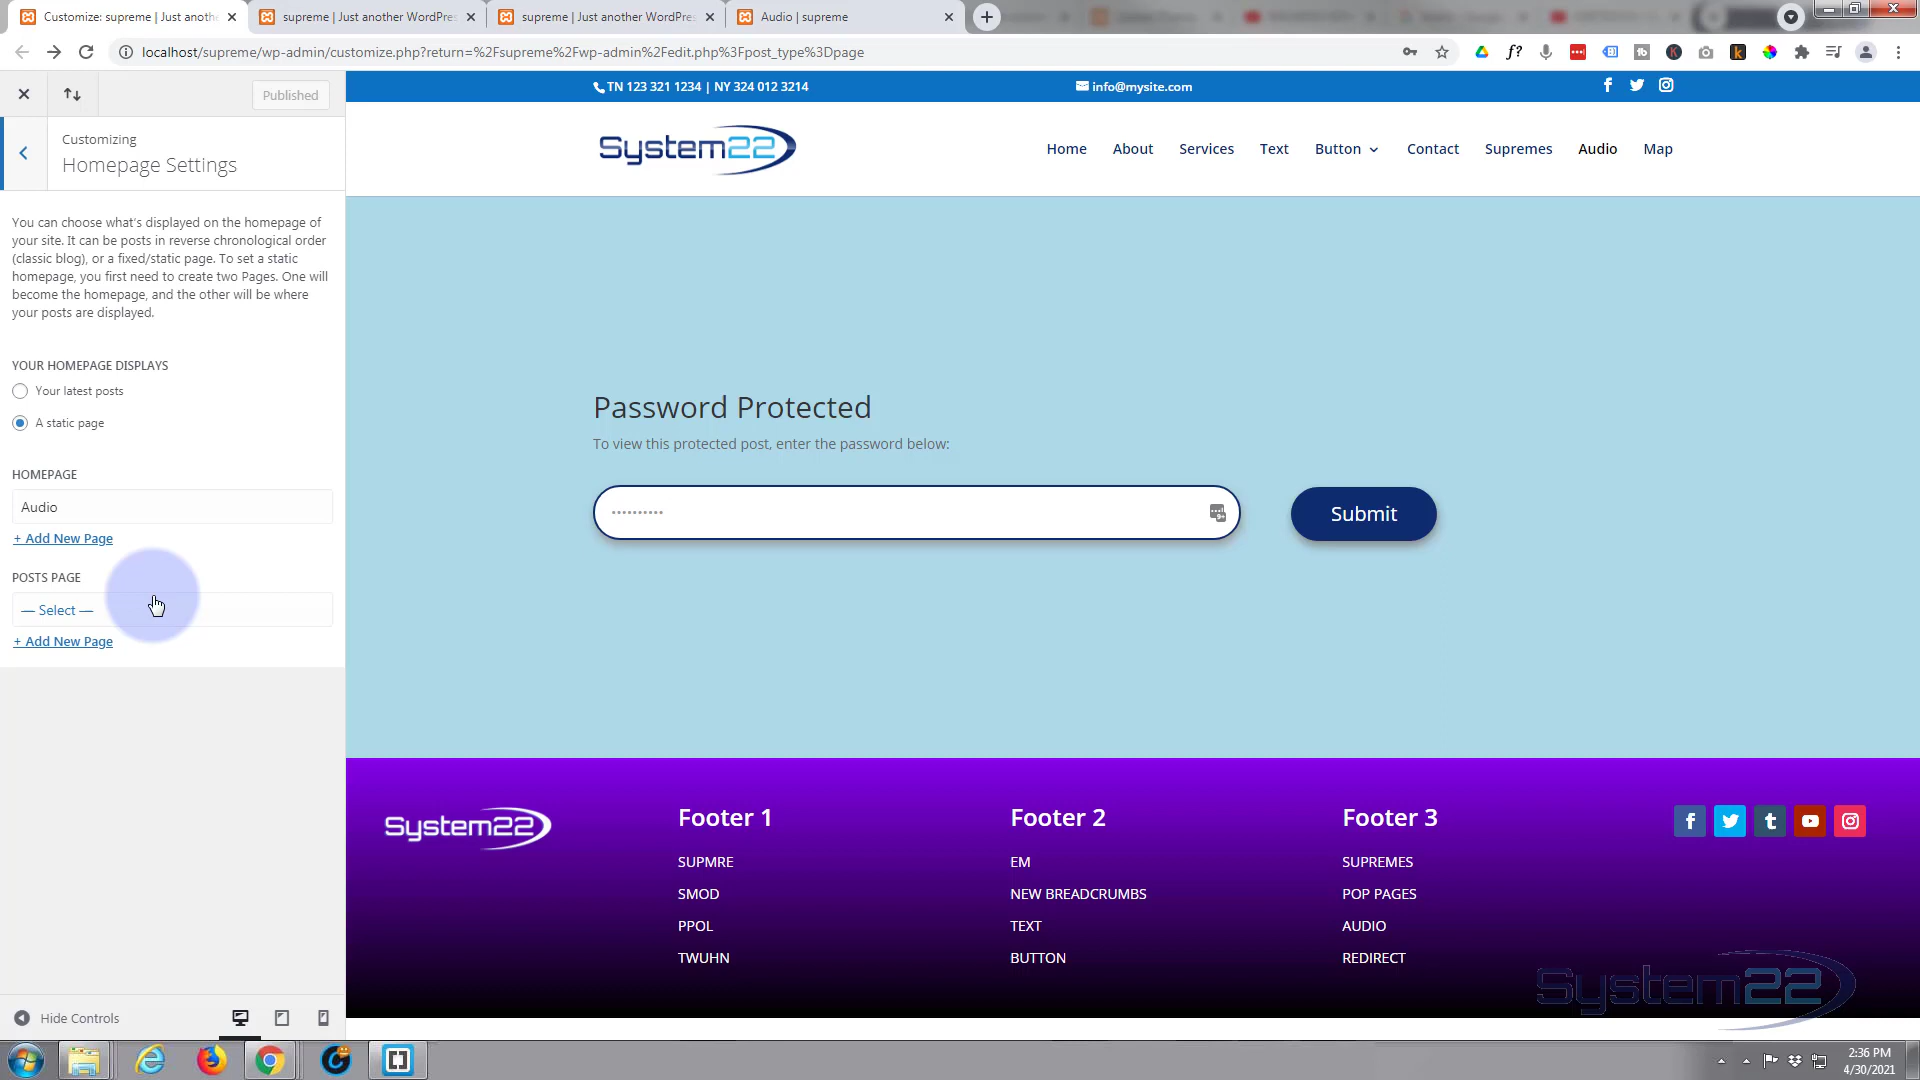 Customize: supreme | Just anoth
supreme | Just another WordPres
supreme | Just another WordPres
Audio | supreme
localhost/supreme/wp-admin/customize.php?return=%2Fsupreme%2Fwp-admin%2Fedit.php%3Fpost_type%3Dpage
Published
Customizing
Homepage Settings
You can choose what's displayed on the homepage of
your site. It can be posts in reverse chronological order
(classic blog), or a fixed/static page. To set a static
homepage, you first need to create two Pages. One will
become the homepage, and the other will be where
your posts are displayed.
YOUR HOMEPAGE DISPLAYS
Your latest posts
A static page
HOMEPAGE
Audio
+ Add New Page
POSTS PAGE
— Select —
+ Add New Page
Hide Controls
TN 123 321 1234 | NY 324 012 3214
info@mysite.com
System22
Home
About
Services
Text
Button
Contact
Supremes
Audio
Map
Password Protected
To view this protected post, enter the password below:
Submit
System22
Footer 1
SUPMRE
SMOD
PPOL
TWUHN
Footer 2
EM
NEW BREADCRUMBS
TEXT
BUTTON
Footer 3
SUPREMES
POP PAGES
AUDIO
REDIRECT
System22
2:36 PM
4/30/2021